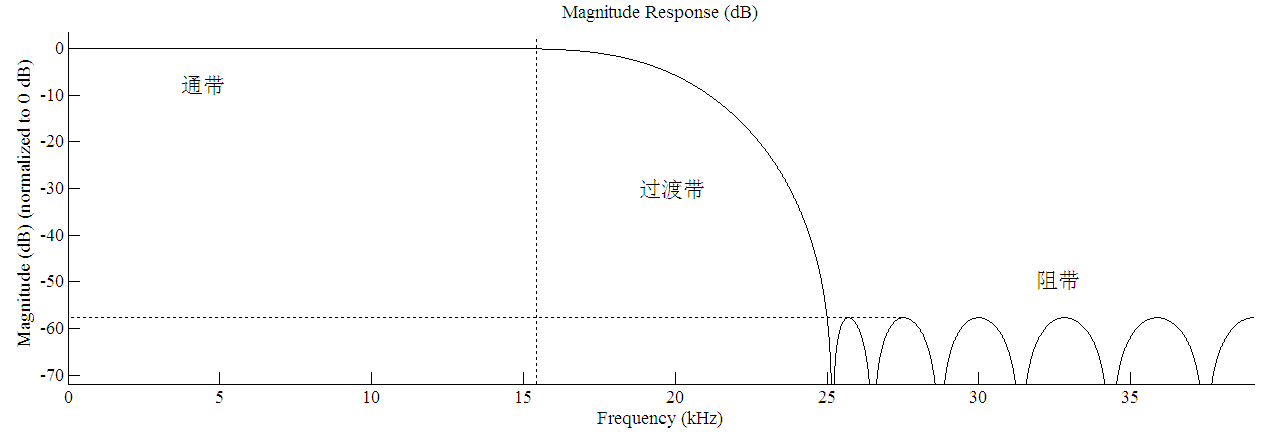 Magnitude Response (dB)
Magnitude (dB) (normalized to 0 dB)
0
-10
-20
-30
-40
-50
-60
-70
通带
过渡带
阻带
0 5 10 15 20 25 30 35
Frequency (kHz)